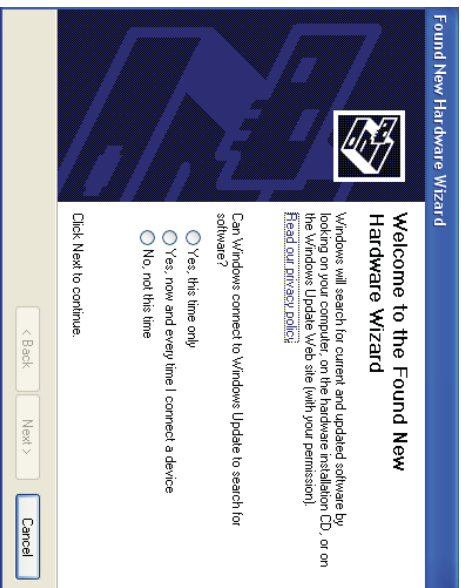 Found New Hardware Wizard
Welcome to the Found New
Hardware Wizard
Windows will search for current and updated software by
looking on your computer, on the hardware installation CD, or on
the Windows Update Web site (with your permission).
Read our privacy policy
Can Windows connect to Windows Update to search for
software?
Yes, this time only
Yes, now and every time I connect a device
No, not this time
Click Next to continue.
< Back
Next >
Cancel